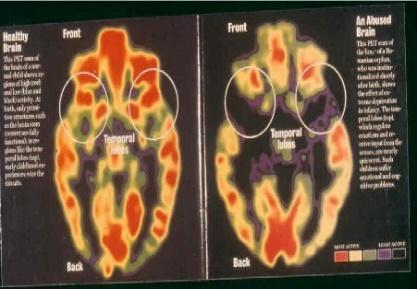 Healthy
Brain
This PET scan of
the brain of a nor-
mal child shows re-
gions of high (red)
and low (blue and
black) activity. At
birth, only primi-
tive structures such
as the brain stem
(center) are fully
functional; in re-
gions like the tem-
poral lobes (top),
early childhood ex-
periences wire the
circuits.
Front
Temporal
lobes
Back
Front
Temporal
lobes
Back
An Abused
Brain
This PET scan of
the brain of a Ro-
manian orphan,
who was institu-
tionalized shortly
after birth, shows
the effect of ex-
treme deprivation
in infancy. The tem-
poral lobes (top),
which regulate
emotions and re-
ceive input from the
senses, are nearly
quiescent. Such
children suffer
emotional and cog-
nitive problems.
MOST ACTIVE
LEAST ACTIVE